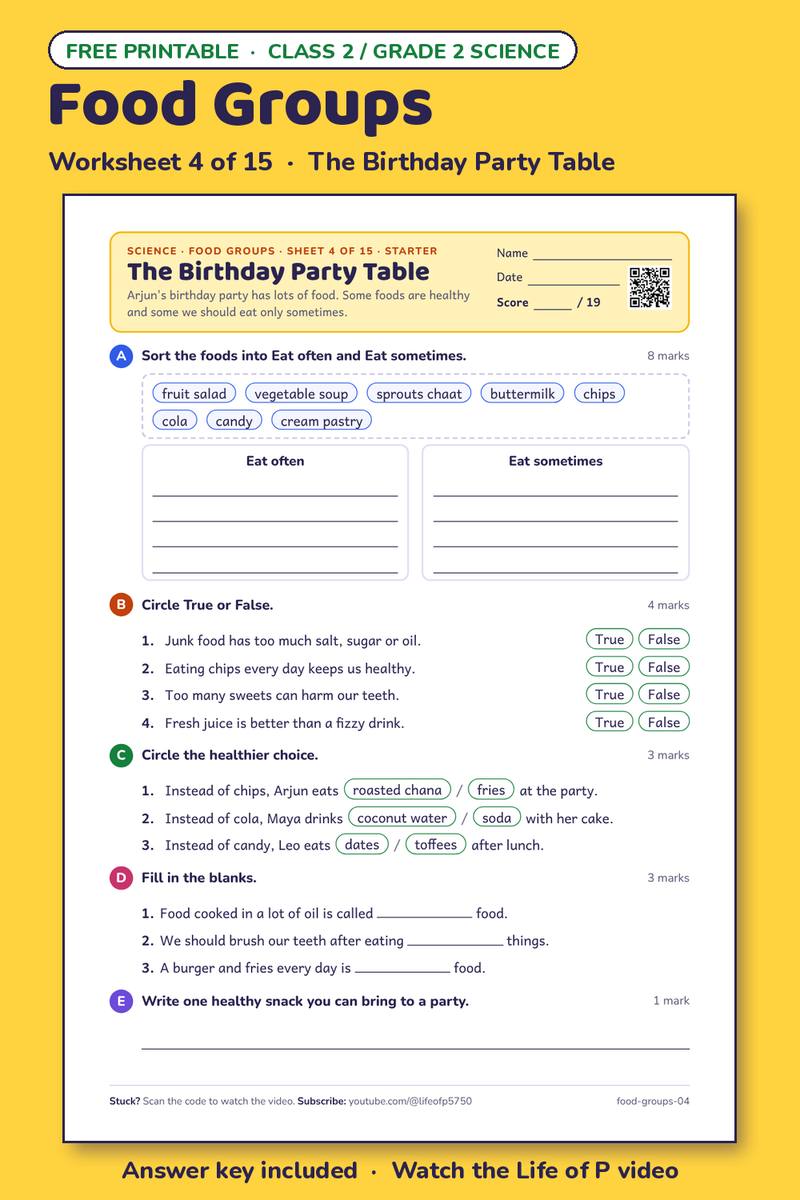 FREE PRINTABLE · CLASS 2 / GRADE 2 SCIENCE
Food Groups
Worksheet 4 of 15 · The Birthday Party Table
SCIENCE · FOOD GROUPS · SHEET 4 OF 15 · STARTER
The Birthday Party Table
Arjun's birthday party has lots of food. Some foods are healthy
and some we should eat only sometimes.
Name ____
Date ____
Score ____ / 19
A Sort the foods into Eat often and Eat sometimes. 8 marks
fruit salad vegetable soup sprouts chaat buttermilk chips
cola candy cream pastry
Eat often Eat sometimes
B Circle True or False. 4 marks
1. Junk food has too much salt, sugar or oil. True False
2. Eating chips every day keeps us healthy. True False
3. Too many sweets can harm our teeth. True False
4. Fresh juice is better than a fizzy drink. True False
C Circle the healthier choice. 3 marks
1. Instead of chips, Arjun eats roasted chana / fries at the party.
2. Instead of cola, Maya drinks coconut water / soda with her cake.
3. Instead of candy, Leo eats dates / toffees after lunch.
D Fill in the blanks. 3 marks
1. Food cooked in a lot of oil is called ____ food.
2. We should brush our teeth after eating ____ things.
3. A burger and fries every day is ____ food.
E Write one healthy snack you can bring to a party. 1 mark
Stuck? Scan the code to watch the video. Subscribe: youtube.com/@lifeofp5750 food-groups-04
Answer key included · Watch the Life of P video